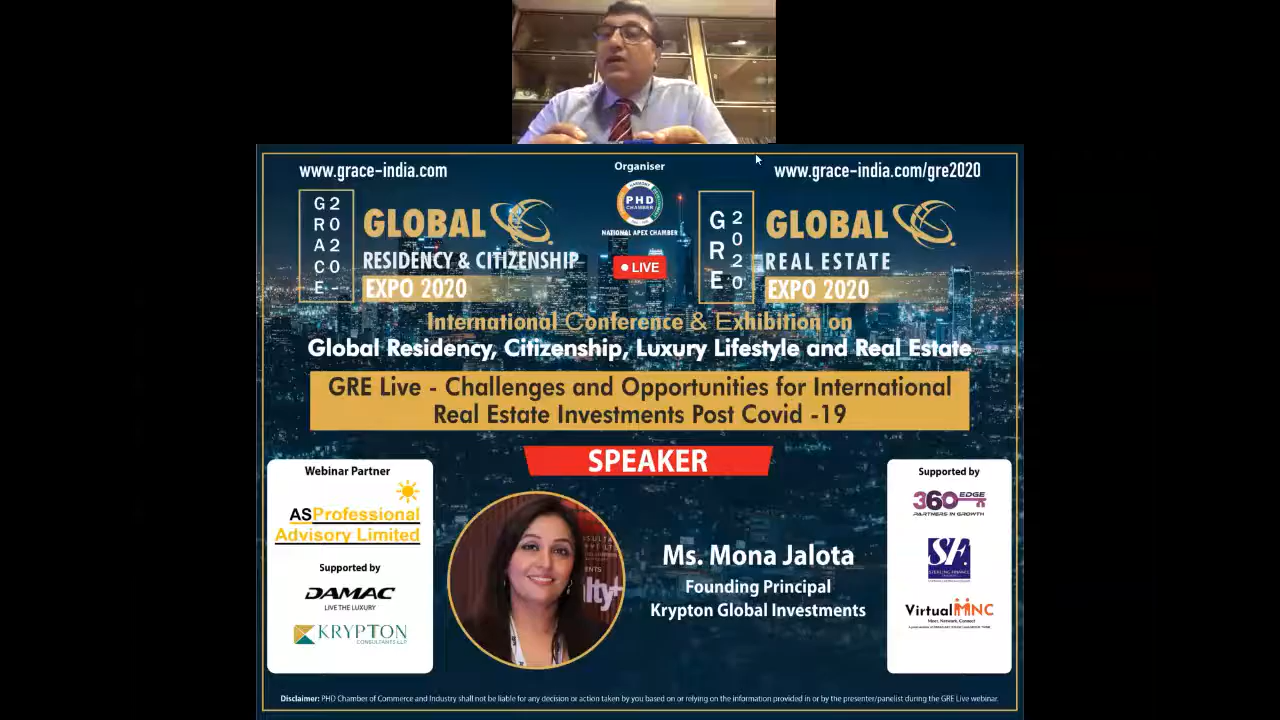 www.grace-india.com
Organiser
www.grace-india.com/gre2020
PHD
CHAMBER
NATIONAL APEX CHAMBER
LIVE
GRACE-
2020
GLOBAL
RESIDENCY & CITIZENSHIP
EXPO 2020
GRE
2020
GLOBAL
REAL ESTATE
EXPO 2020
International Conference & Exhibition on
Global Residency, Citizenship, Luxury Lifestyle and Real Estate
GRE Live - Challenges and Opportunities for International
Real Estate Investments Post Covid -19
SPEAKER
Webinar Partner
ASProfessional
Advisory Limited
Supported by
DAMAC
LIVE THE LUXURY
KRYPTON
CONSULTANTS LLP
Ms. Mona Jalota
Founding Principal
Krypton Global Investments
Supported by
360 EDGE
PARTNERS IN GROWTH
STERLING FINANCE
VirtualMNC
Meet, Network, Connect
Disclaimer: PHD Chamber of Commerce and Industry shall not be liable for any decision or action taken by you based on or relying on the information provided in or by the presenter/panelist during the GRE Live webinar.